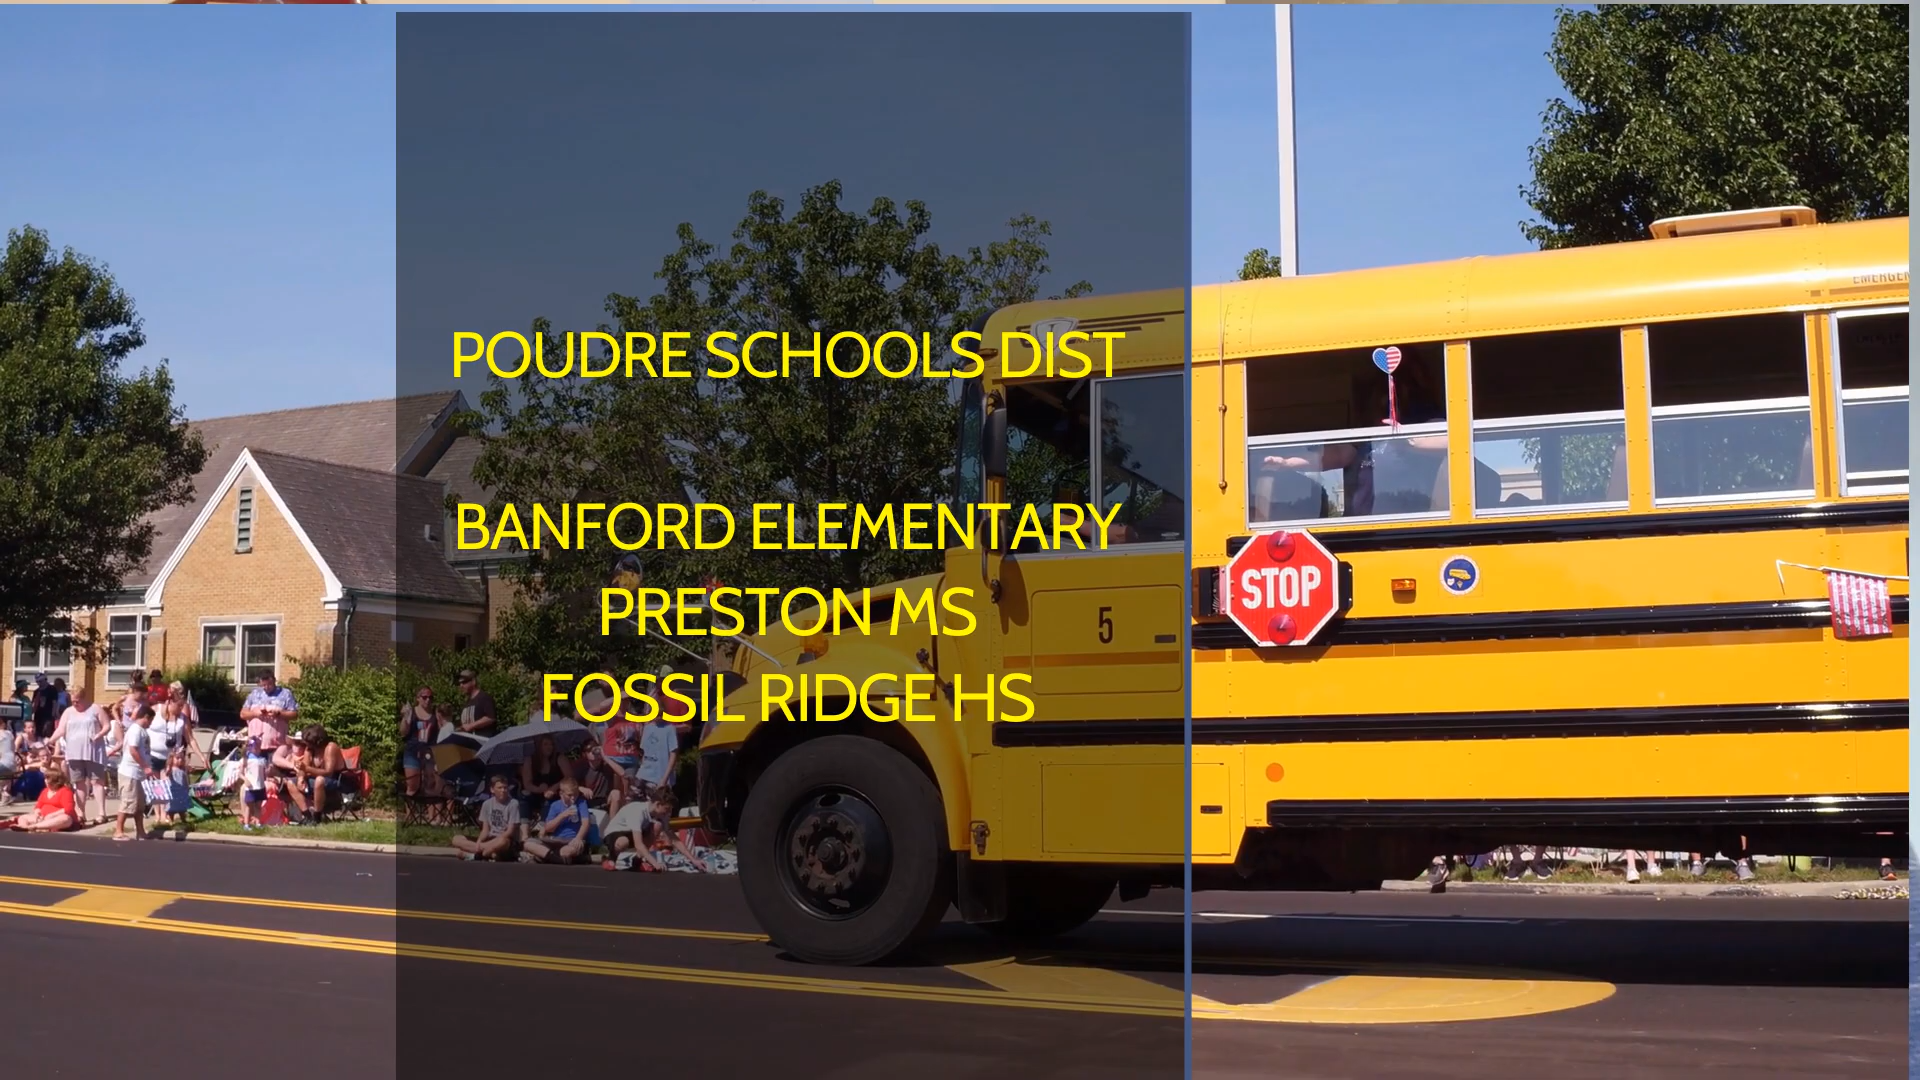 POUDRE SCHOOLS DIST
BANFORD ELEMENTARY
PRESTON MS
FOSSIL RIDGE HS
5
STOP